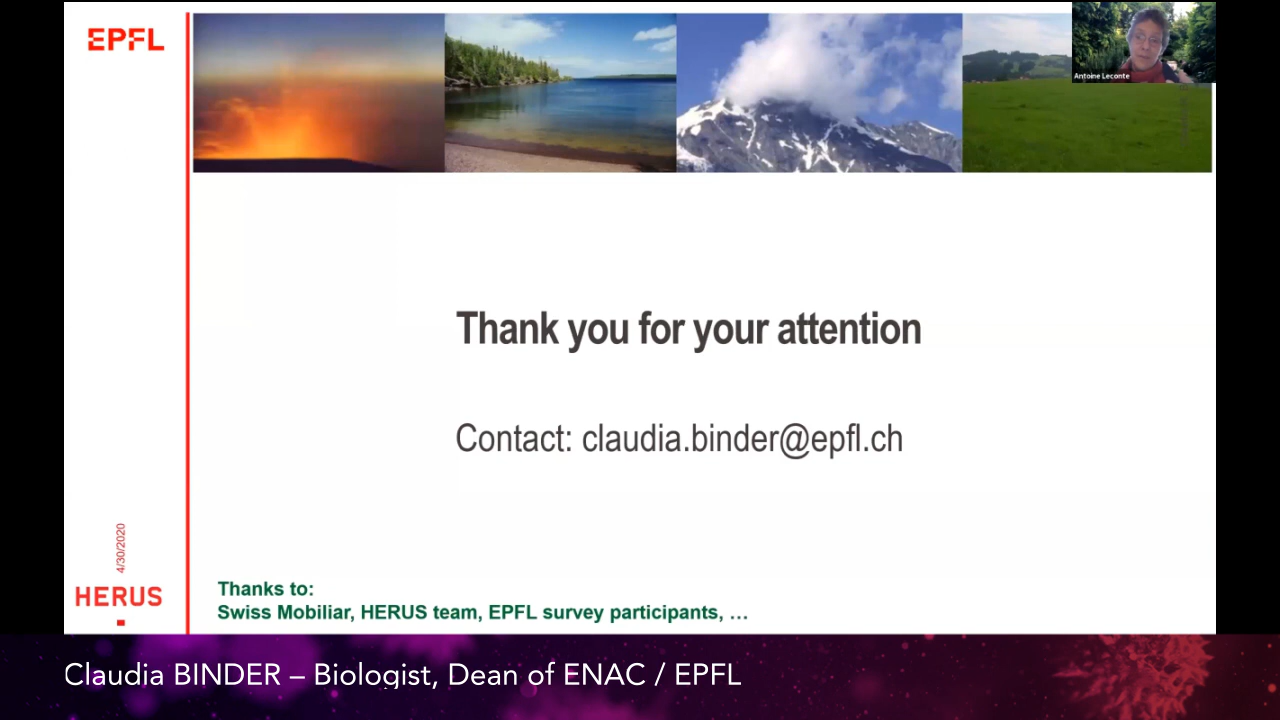 EPFL
Antoine Leconte
Thank you for your attention
Contact: claudia.binder@epfl.ch
4/30/2020
HERUS
Thanks to:
Swiss Mobiliar, HERUS team, EPFL survey participants, …
Claudia BINDER – Biologist, Dean of ENAC / EPFL